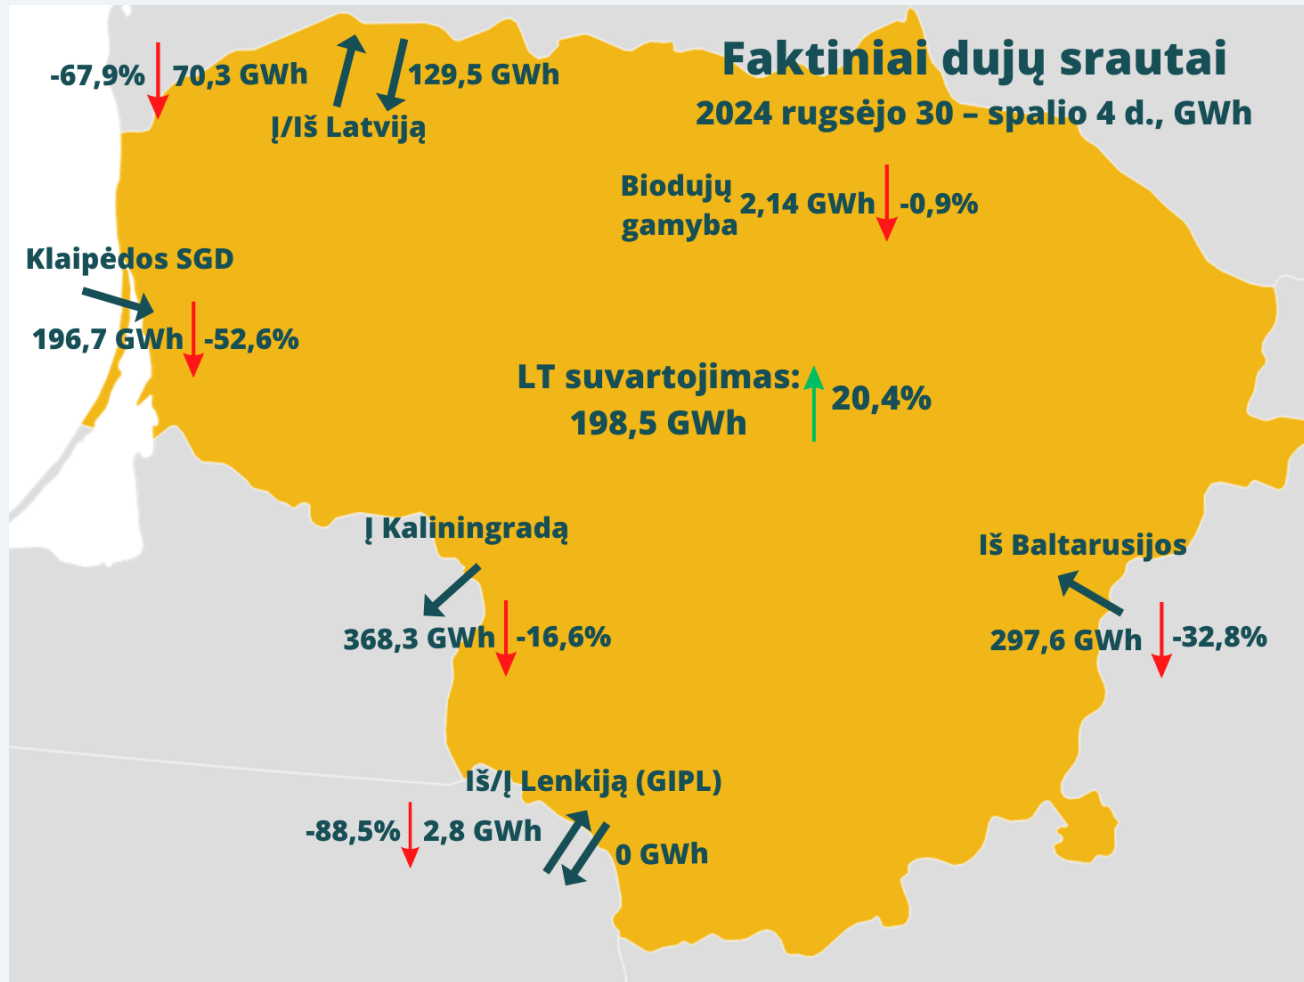 Faktiniai dujų srautai
2024 rugsėjo 30 – spalio 4 d., GWh
-67,9% 70,3 GWh
129,5 GWh
Į/Iš Latviją
Biodujų
gamyba
2,14 GWh -0,9%
Klaipėdos SGD
196,7 GWh -52,6%
LT suvartojimas:
198,5 GWh
20,4%
Į Kaliningradą
368,3 GWh -16,6%
Iš Baltarusijos
297,6 GWh -32,8%
Iš/Į Lenkiją (GIPL)
-88,5% 2,8 GWh
0 GWh